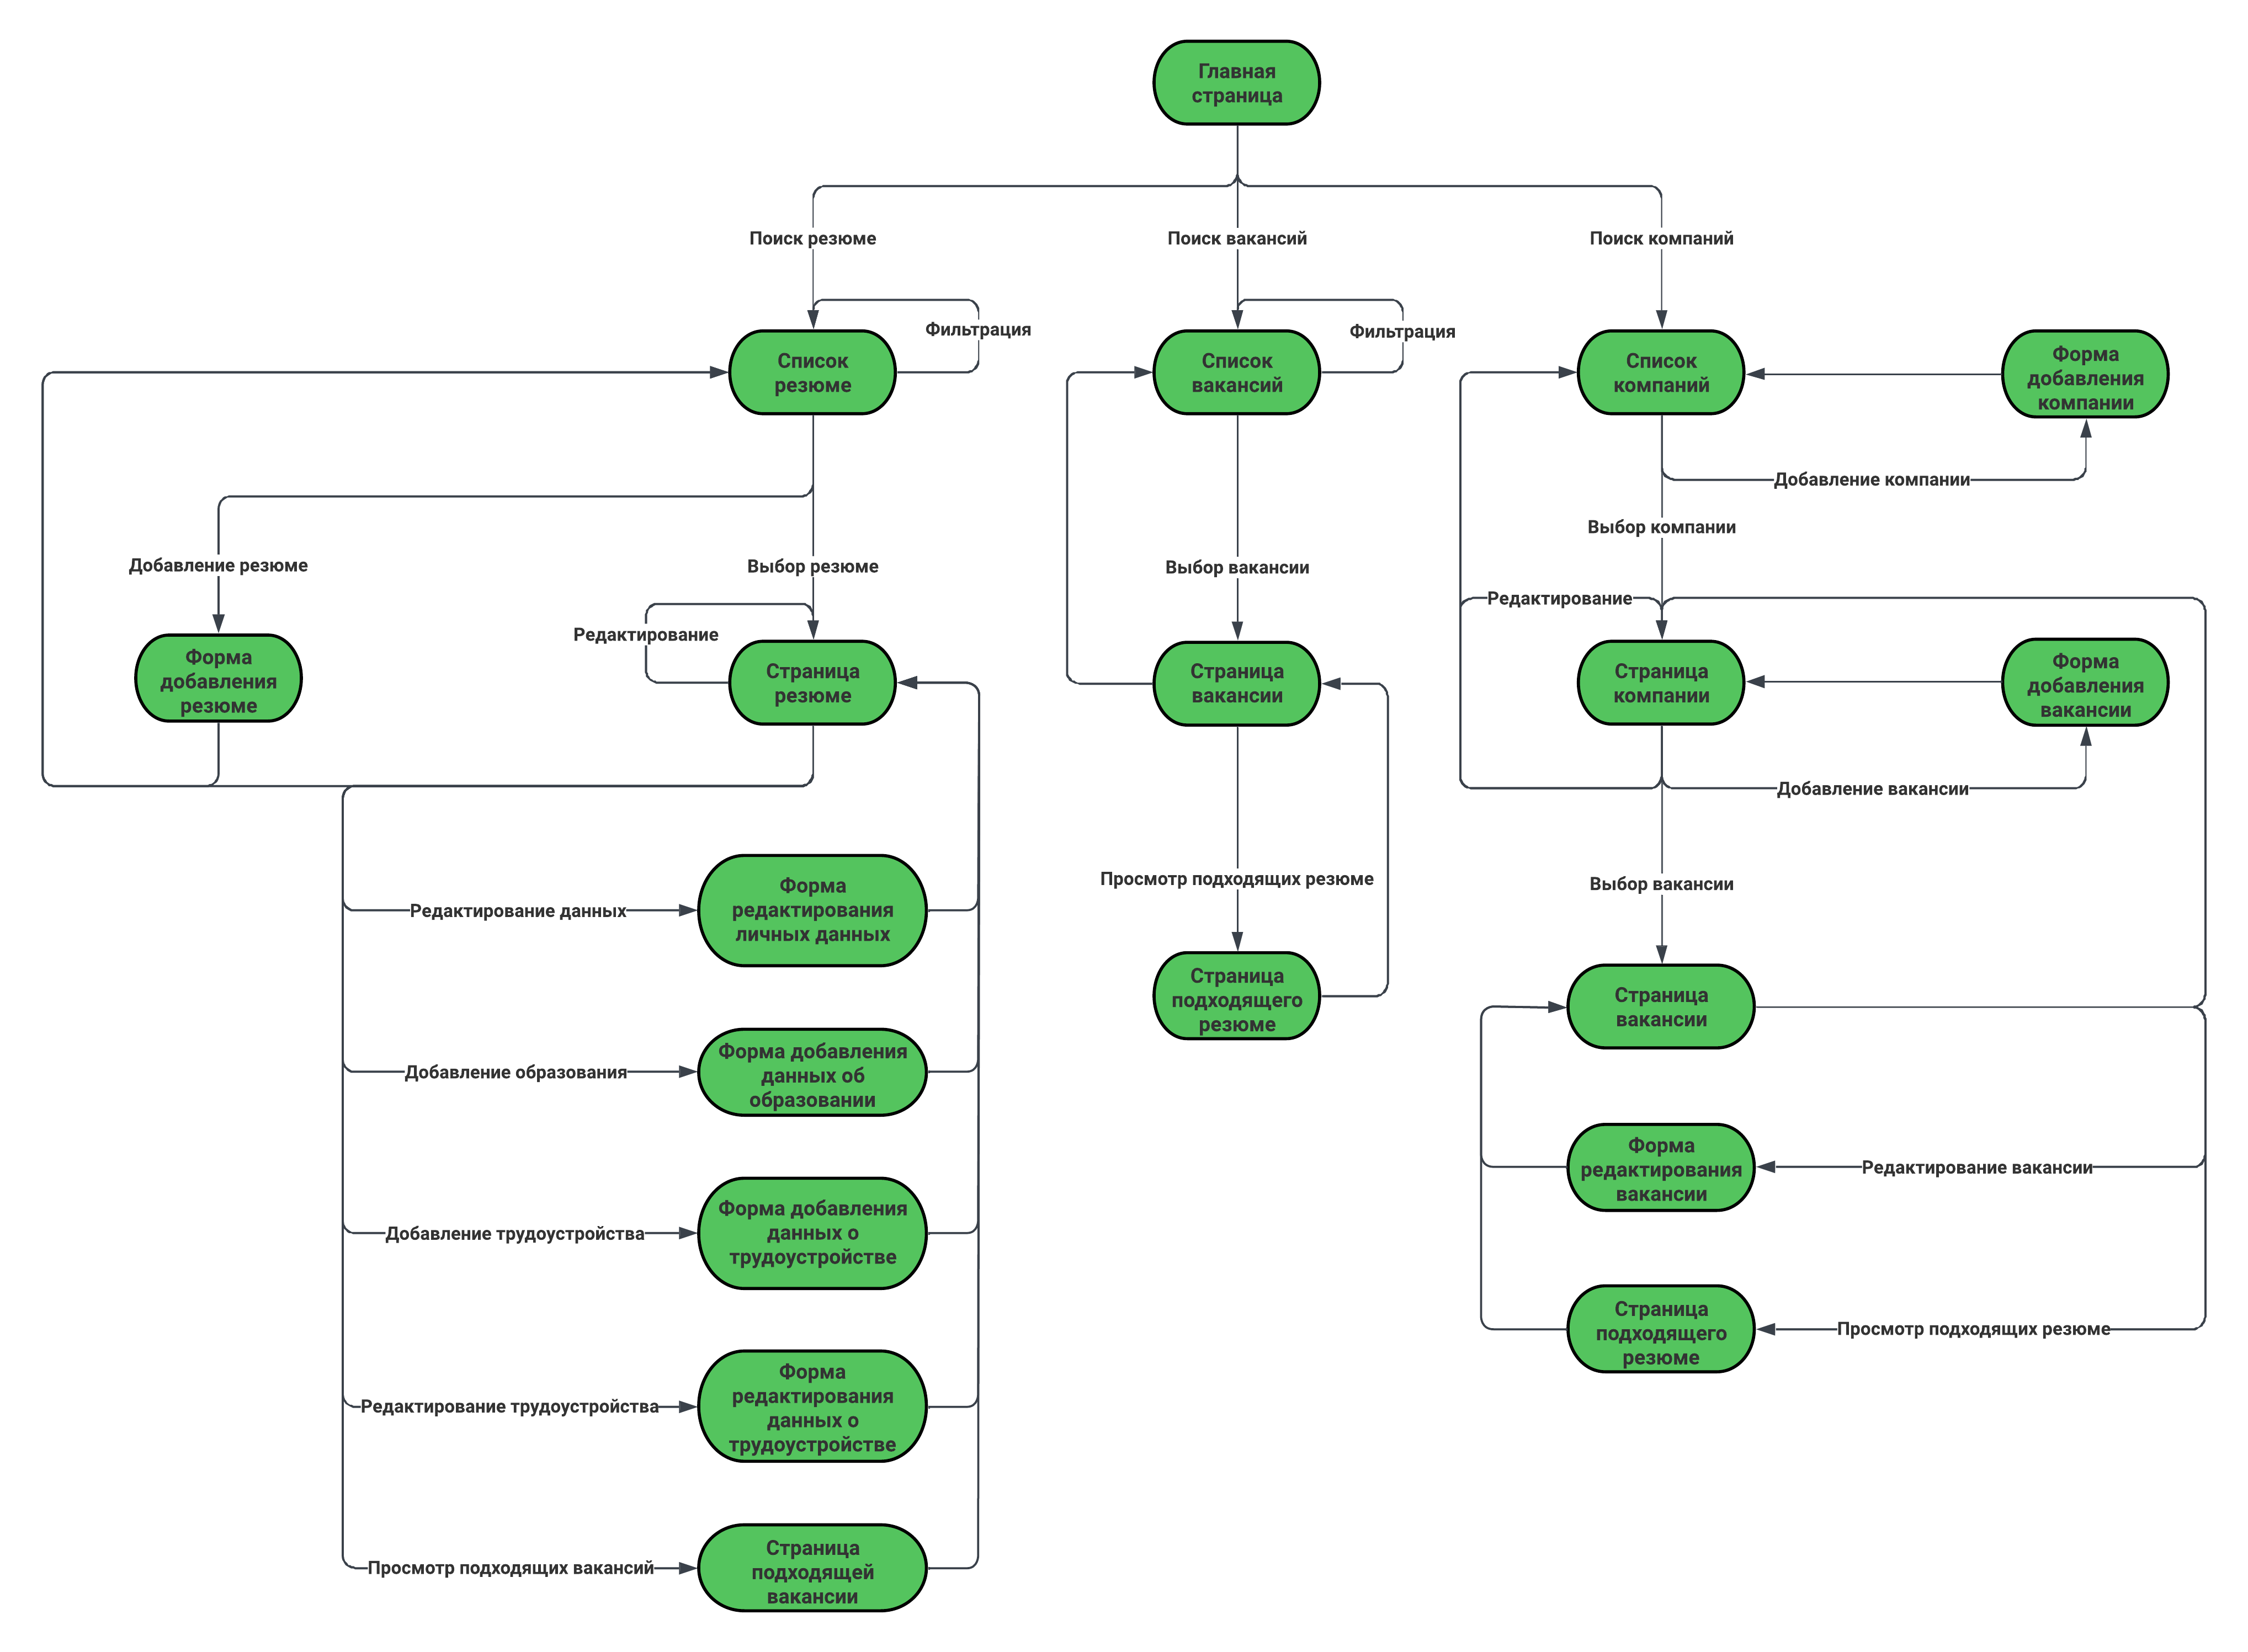 Главная
страница
Поиск резюме
Поиск вакансий
Поиск компаний
Фильтрация
Фильтрация
Список
резюме
Список
вакансий
Список
компаний
Форма
добавления
компании
Добавление компании
Выбор компании
Добавление резюме
Выбор резюме
Выбор вакансии
Редактирование
Редактирование
Форма
добавления
резюме
Страница
резюме
Страница
вакансии
Страница
компании
Форма
добавления
вакансии
Добавление вакансии
Просмотр подходящих резюме
Выбор вакансии
Редактирование данных
Форма
редактирования
личных данных
Страница
подходящего
резюме
Страница
вакансии
Добавление образования
Форма добавления
данных об
образовании
Форма
редактирования
вакансии
Редактирование вакансии
Добавление трудоустройства
Форма добавления
данных о
трудоустройстве
Страница
подходящего
резюме
Просмотр подходящих резюме
Редактирование трудоустройства
Форма
редактирования
данных о
трудоустройстве
Просмотр подходящих вакансий
Страница
подходящей
вакансии